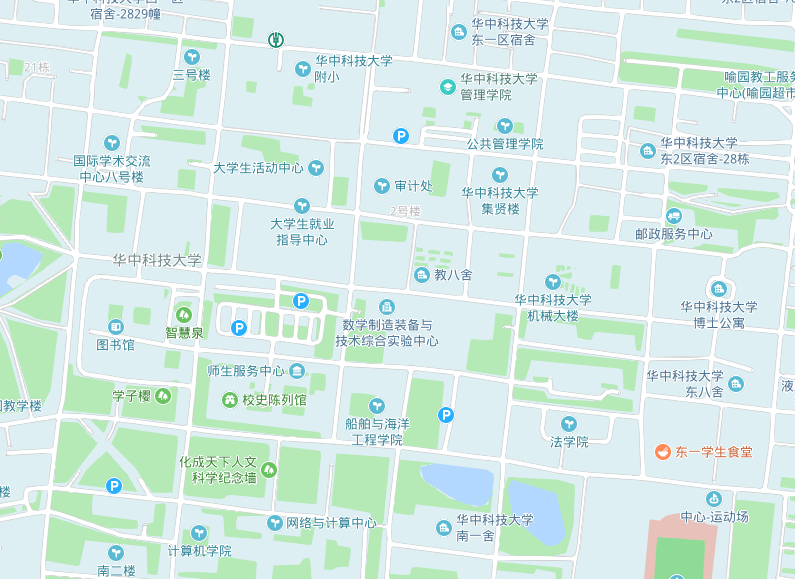 宿舍-2829幢
华中科技大学
东一区宿舍
三号楼
华中科技大学
附小
21栋
华中科技大学
管理学院
喻园教工服务
中心(喻园超市
P
公共管理学院
国际学术交流
中心八号楼
大学生活动中心
华中科技大学
东2区宿舍-28栋
审计处
华中科技大学
集贤楼
大学生就业
指导中心
2号楼
邮政服务中心
华中科技大学
教八舍
华中科技大学
机械大楼
华中科技大学
博士公寓
P
P
智慧泉
图书馆
数字制造装备与
技术综合实验中心
师生服务中心
华中科技大学
东八舍
液
学子樱
校史陈列馆
教学楼
船舶与海洋
工程学院
P
法学院
东一学生食堂
化成天下人文
科学纪念墙
P
楼
中心-运动场
网络与计算中心
华中科技大学
南一舍
计算机学院
南二楼